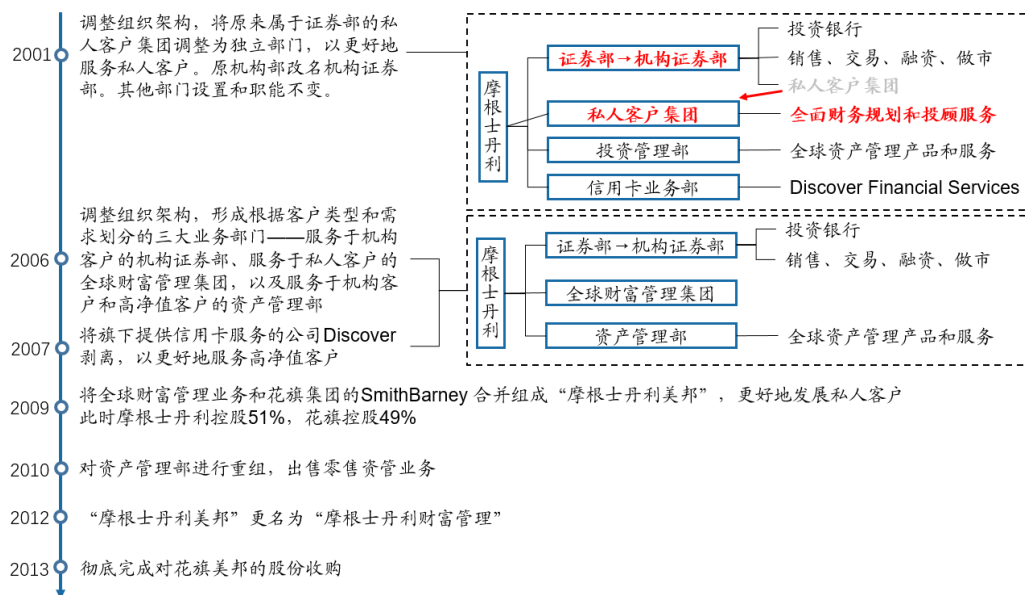 2001
调整组织架构，将原来属于证券部的私
人客户集团调整为独立部门，以更好地
服务私人客户。原机构部改名机构证券
部。其他部门设置和职能不变。
摩根士丹利
证券部→机构证券部
投资银行
销售、交易、融资、做市
私人客户集团
私人客户集团
全面财务规划和投顾服务
投资管理部
全球资产管理产品和服务
信用卡业务部
Discover Financial Services
2006
调整组织架构，形成根据客户类型和需
求划分的三大业务部门——服务于机构
客户的机构证券部、服务于私人客户的
全球财富管理集团，以及服务于机构客
户和高净值客户的资产管理部
2007
将旗下提供信用卡服务的公司Discover
剥离，以更好地服务高净值客户
摩根士丹利
证券部→机构证券部
投资银行
销售、交易、融资、做市
全球财富管理集团
资产管理部
全球资产管理产品和服务
2009
将全球财富管理业务和花旗集团的SmithBarney 合并组成“摩根士丹利美邦”，更好地发展私人客户
此时摩根士丹利控股51%，花旗控股49%
2010
对资产管理部进行重组，出售零售资管业务
2012
“摩根士丹利美邦”更名为“摩根士丹利财富管理”
2013
彻底完成对花旗美邦的股份收购